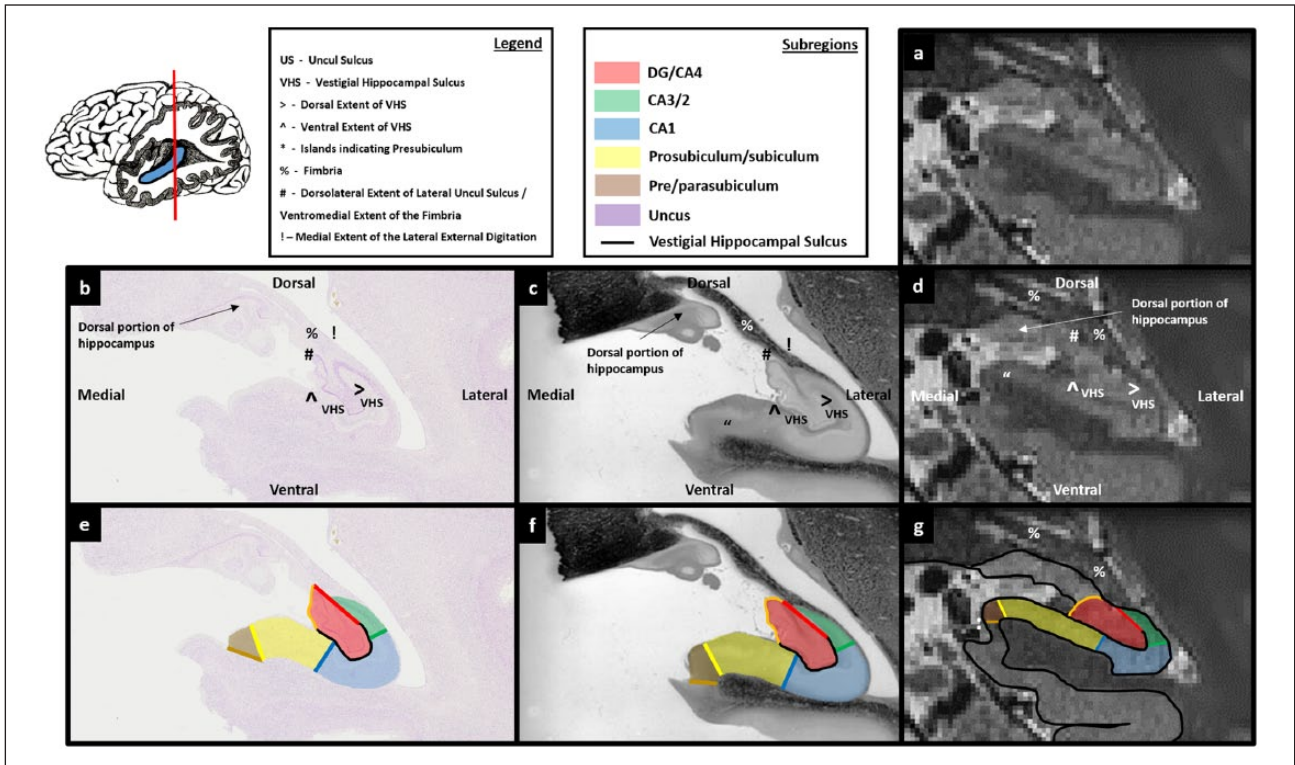 Legend
US - Uncul Sulcus
VHS - Vestigial Hippocampal Sulcus
> - Dorsal Extent of VHS
^ - Ventral Extent of VHS
* - Islands indicating Presubiculum
% - Fimbria
# - Dorsolateral Extent of Lateral Uncul Sulcus /
Ventromedial Extent of the Fimbria
! – Medial Extent of the Lateral External Digitation
Subregions
DG/CA4
CA3/2
CA1
Prosubiculum/subiculum
Pre/parasubiculum
Uncus
Vestigial Hippocampal Sulcus
a
b
Dorsal
Dorsal portion of
hippocampus
% !
#
Medial
^ VHS
> VHS
Lateral
Ventral
c
Dorsal
Dorsal portion of
hippocampus
%
# !
Medial
“
^ VHS
> VHS
Lateral
Ventral
d
Dorsal
%
Dorsal portion of
hippocampus
# %
“
Medial
^ VHS
> VHS
Lateral
Ventral
e
f
g
%
%